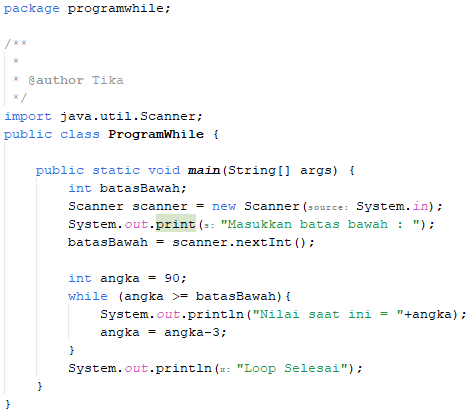 package programwhile;
/**
 *
 * @author Tika
 */
import java.util.Scanner;
public class ProgramWhile {
    public static void main(String[] args) {
        int batasBawah;
        Scanner scanner = new Scanner(source: System.in);
        System.out.print(s: "Masukkan batas bawah : ");
        batasBawah = scanner.nextInt();
        int angka = 90;
        while (angka >= batasBawah){
            System.out.println("Nilai saat ini = "+angka);
            angka = angka-3;
        }
        System.out.println(x: "Loop Selesai");
    }
}